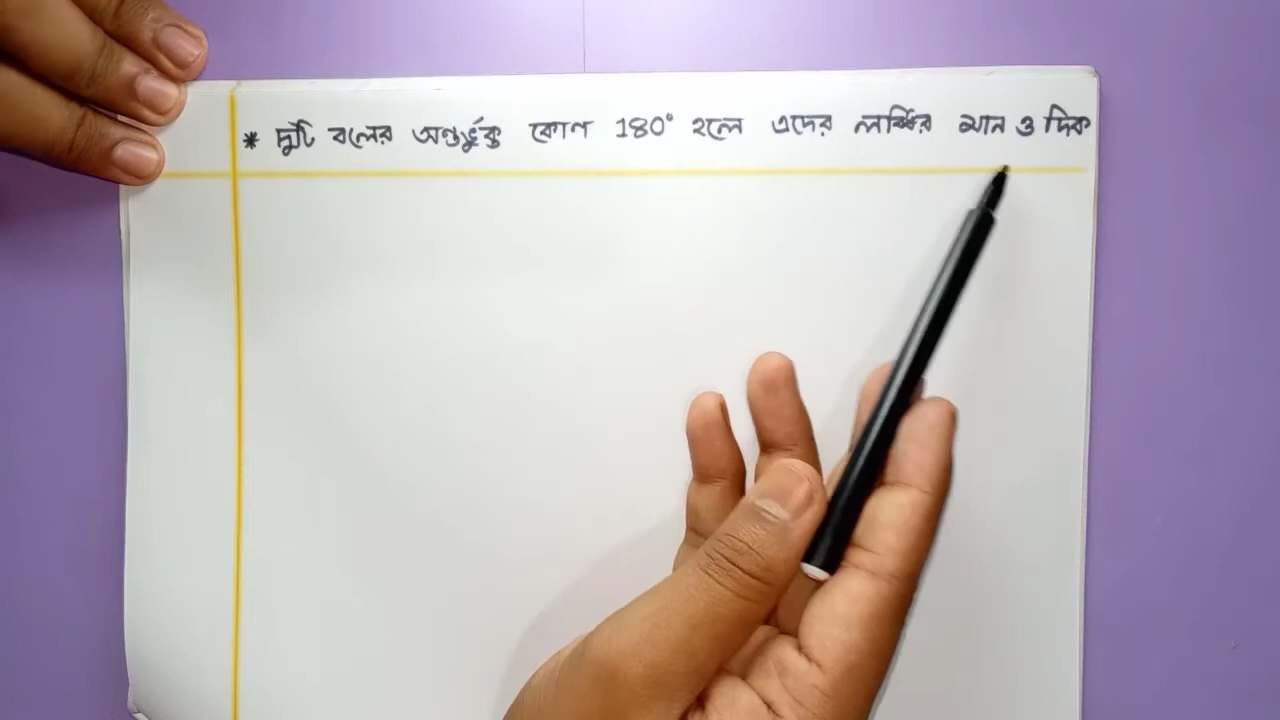 * দুটি বলের অন্তর্ভুক্ত কোণ 180° হলে এদের লব্ধির মান ও দিক